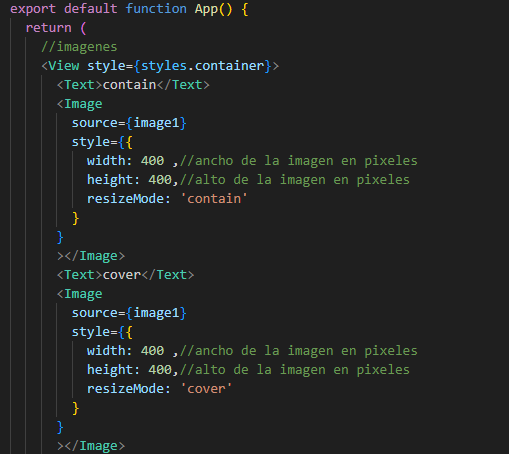 export default function App() {
  return (
    //imagenes
    <View style={styles.container}>
      <Text>contain</Text>
      <Image
        source={image1}
        style={{
          width: 400 ,//ancho de la imagen en pixeles
          height: 400,//alto de la imagen en pixeles
          resizeMode: 'contain'
        }
      }
      ></Image>
      <Text>cover</Text>
      <Image
        source={image1}
        style={{
          width: 400 ,//ancho de la imagen en pixeles
          height: 400,//alto de la imagen en pixeles
          resizeMode: 'cover'
        }
      }
      ></Image>